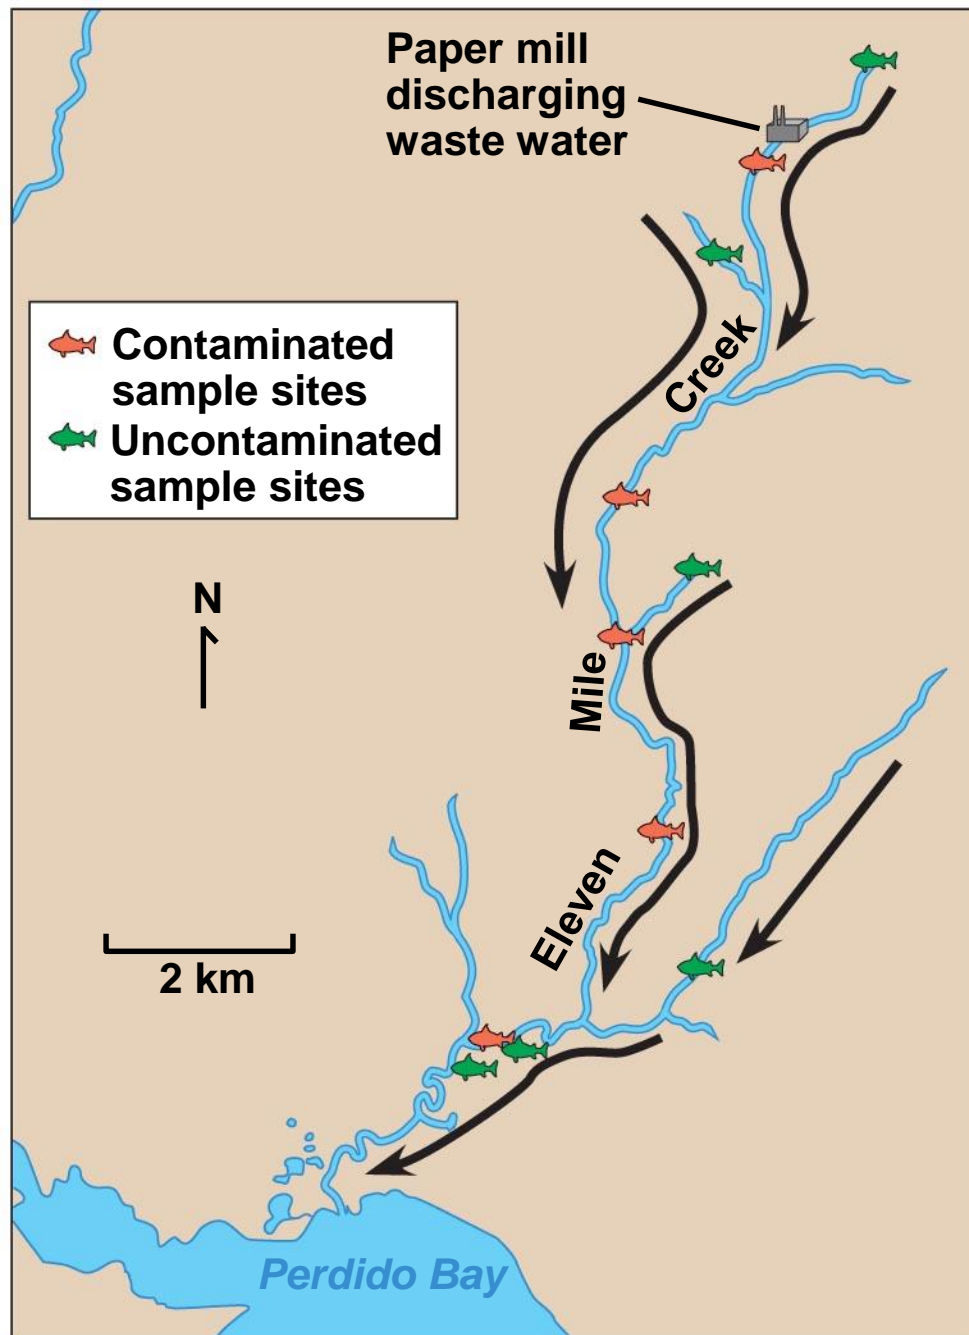 Paper mill
discharging
waste water
Contaminated
sample sites
Uncontaminated
sample sites
Creek
N
Mile
Eleven
2 km
Perdido Bay